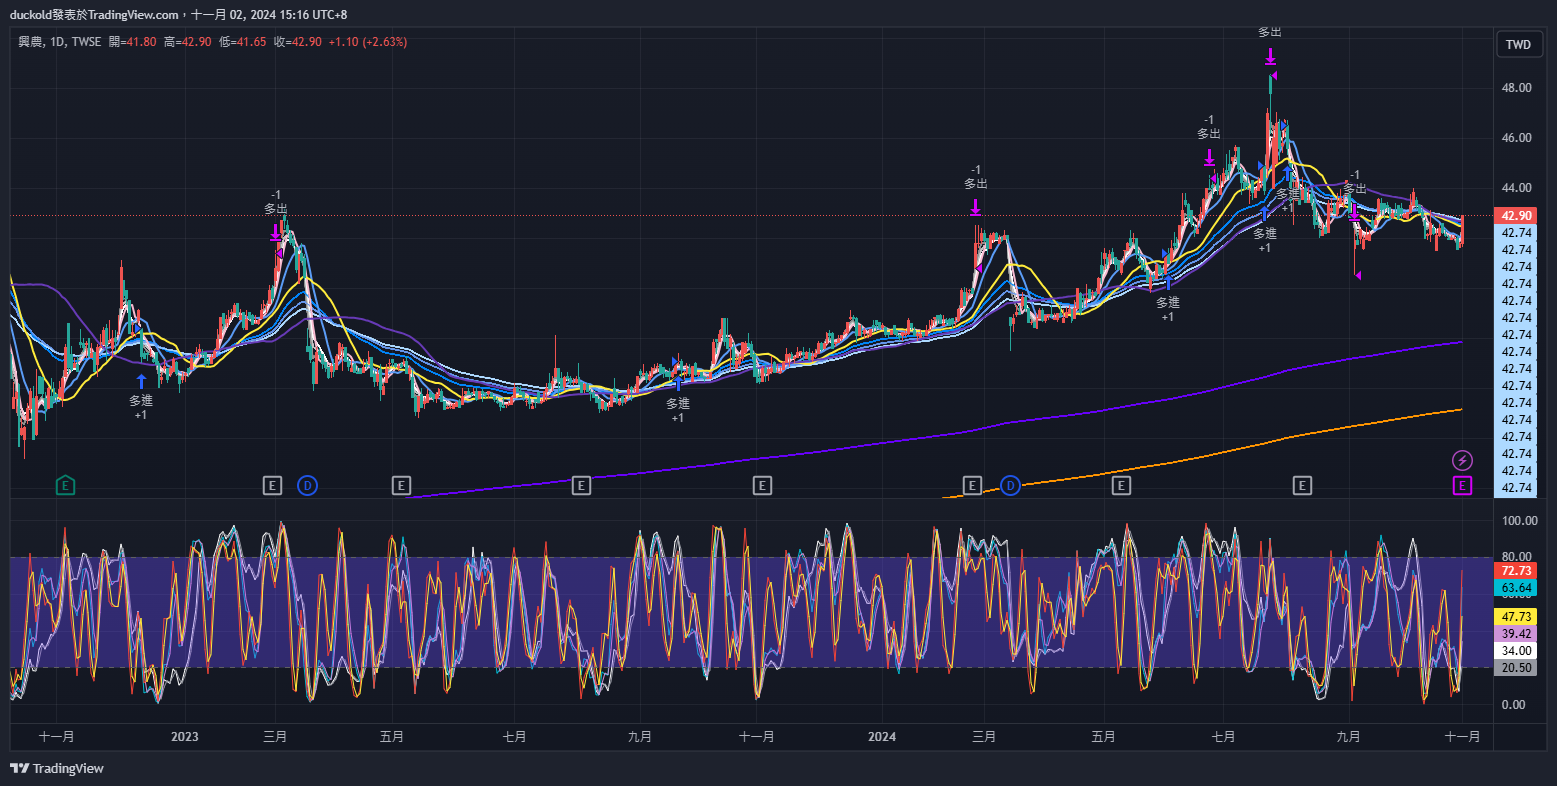 duckold發表於TradingView.com，十一月 02, 2024 15:16 UTC+8
興農, 1D, TWSE 開=41.80 高=42.90 低=41.65 收=42.90 +1.10 (+2.63%)
TWD
多出
48.00
-1
多出
46.00
-1
多出
-1
多出
44.00
-1
多出
多進
+1
42.90
42.74
多進
+1
42.74
42.74
42.74
42.74
多進
+1
42.74
42.74
42.74
42.74
42.74
多進
+1
多進
+1
42.74
42.74
42.74
42.74
42.74
42.74
E
E
D
E
E
E
E
D
E
E
E
100.00
80.00
72.73
63.64
47.73
39.42
34.00
20.50
0.00
十一月
2023
三月
五月
七月
九月
十一月
2024
三月
五月
七月
九月
十一月
TradingView